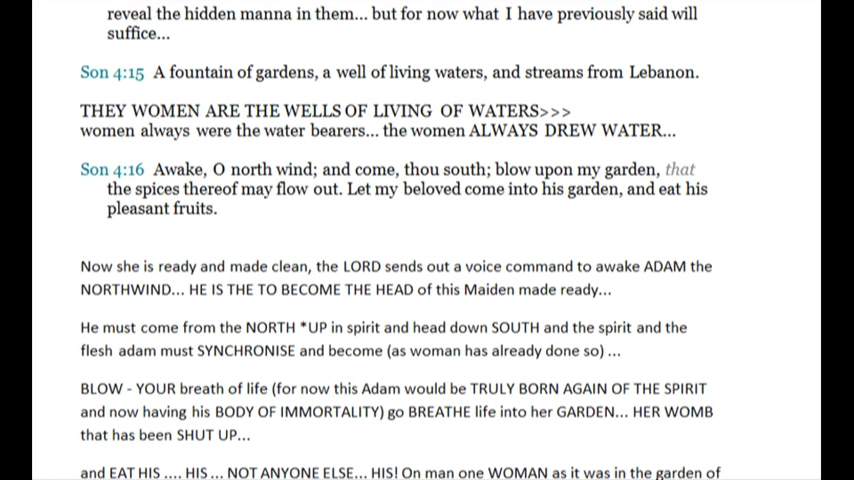 reveal the hidden manna in them... but for now what I have previously said will
suffice...
Son 4:15 A fountain of gardens, a well of living waters, and streams from Lebanon.
THEY WOMEN ARE THE WELLS OF LIVING OF WATERS>>>
women always were the water bearers... the women ALWAYS DREW WATER...
Son 4:16 Awake, O north wind; and come, thou south; blow upon my garden, that
the spices thereof may flow out. Let my beloved come into his garden, and eat his
pleasant fruits.
Now she is ready and made clean, the LORD sends out a voice command to awake ADAM the
NORTHWIND... HE IS THE TO BECOME THE HEAD of this Maiden made ready...
He must come from the NORTH *UP in spirit and head down SOUTH and the spirit and the
flesh adam must SYNCHRONISE and become (as woman has already done so) ...
BLOW - YOUR breath of life (for now this Adam would be TRULY BORN AGAIN OF THE SPIRIT
and now having his BODY OF IMMORTALITY) go BREATHE life into her GARDEN... HER WOMB
that has been SHUT UP...
and EAT HIS .... HIS ... NOT ANYONE ELSE... HIS! On man one WOMAN as it was in the garden of